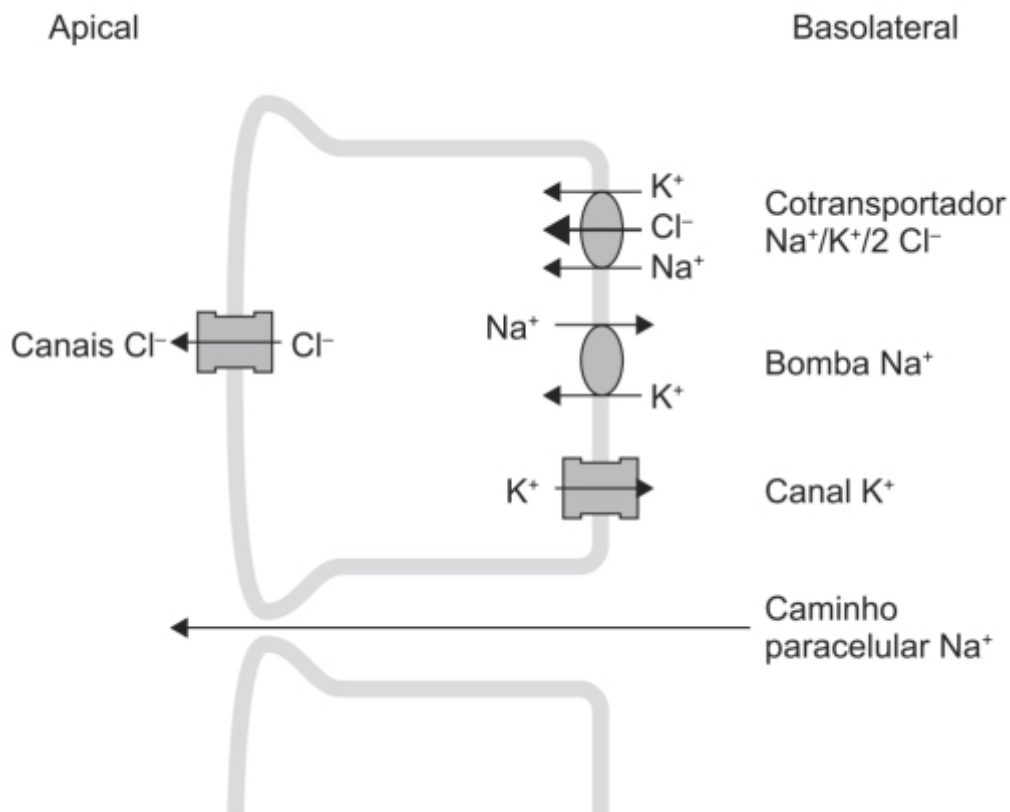 Apical
Basolateral
K⁺
Cl⁻
Na⁺
Cotransportador
Na⁺/K⁺/2 Cl⁻
Na⁺
K⁺
Bomba Na⁺
Canais Cl⁻
Cl⁻
K⁺
Canal K⁺
Caminho
paracelular Na⁺